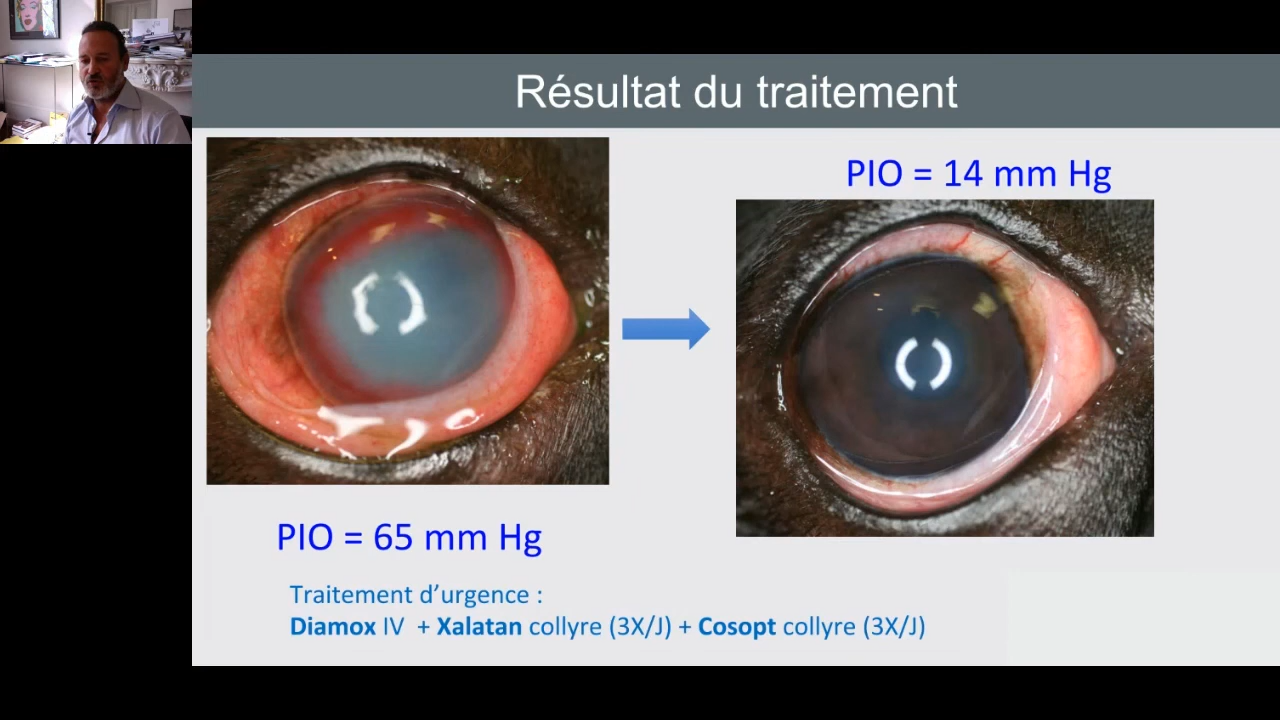 Résultat du traitement
PIO = 14 mm Hg
PIO = 65 mm Hg
Traitement d’urgence :
Diamox IV + Xalatan collyre (3X/J) + Cosopt collyre (3X/J)